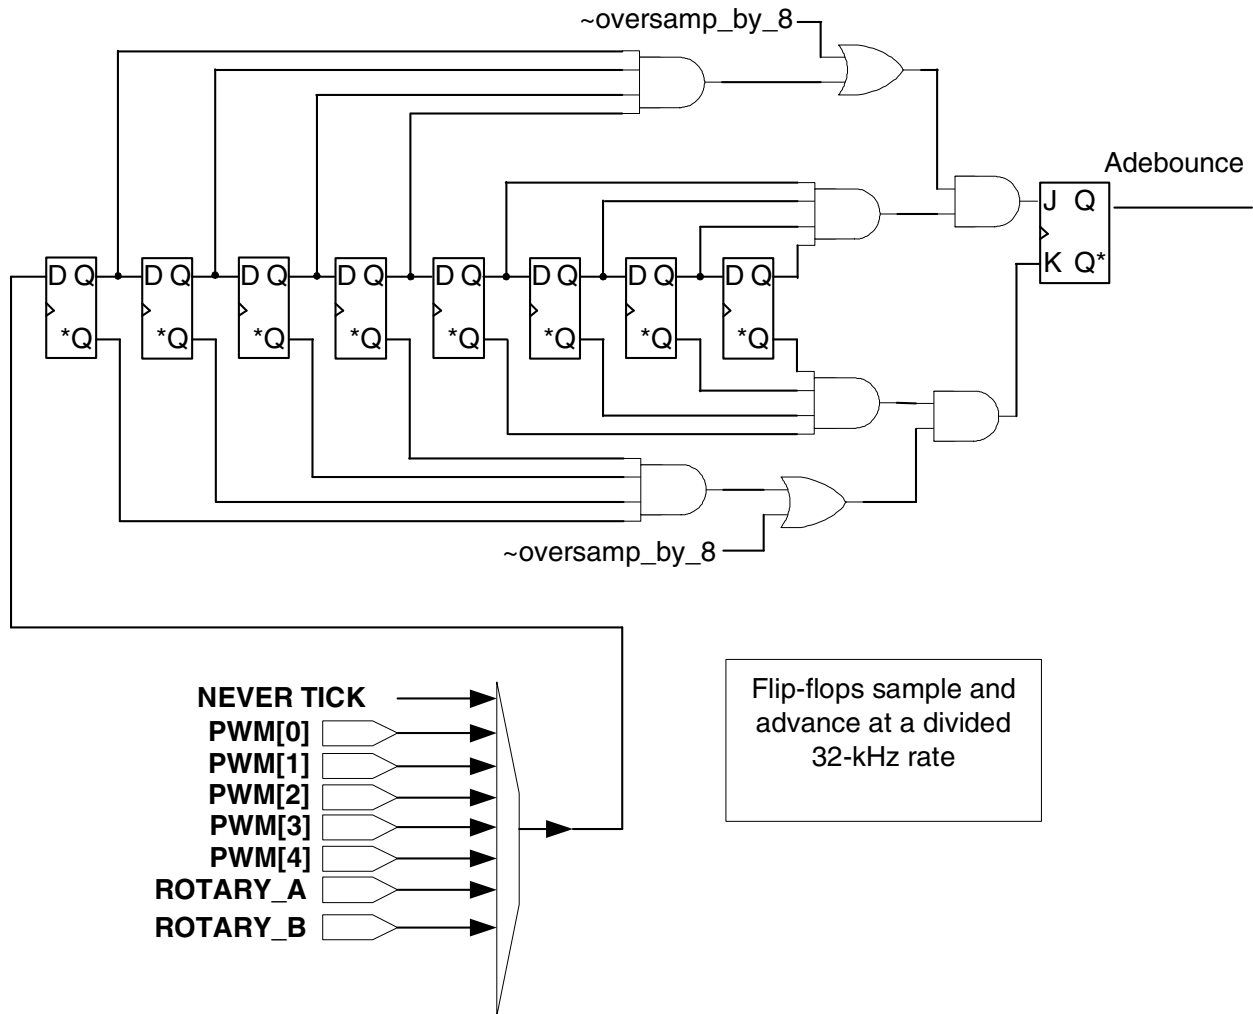 ~oversamp_by_8
Adebounce
J Q
K Q*
D Q D Q D Q D Q D Q D Q D Q D Q
*Q *Q *Q *Q *Q *Q *Q *Q
~oversamp_by_8
NEVER TICK
PWM[0]
PWM[1]
PWM[2]
PWM[3]
PWM[4]
ROTARY_A
ROTARY_B
Flip-flops sample and
advance at a divided
32-kHz rate